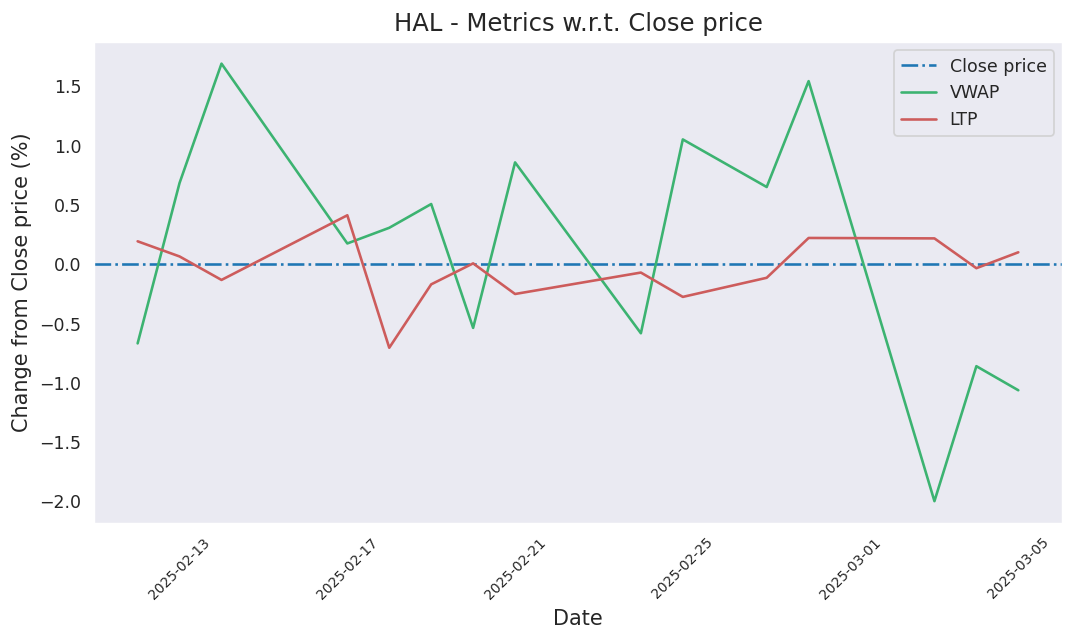 HAL - Metrics w.r.t. Close price
Close price
VWAP
LTP
Change from Close price (%)
1.5
1.0
0.5
0.0
−0.5
−1.0
−1.5
−2.0
2025-02-13
2025-02-17
2025-02-21
2025-02-25
2025-03-01
2025-03-05
Date